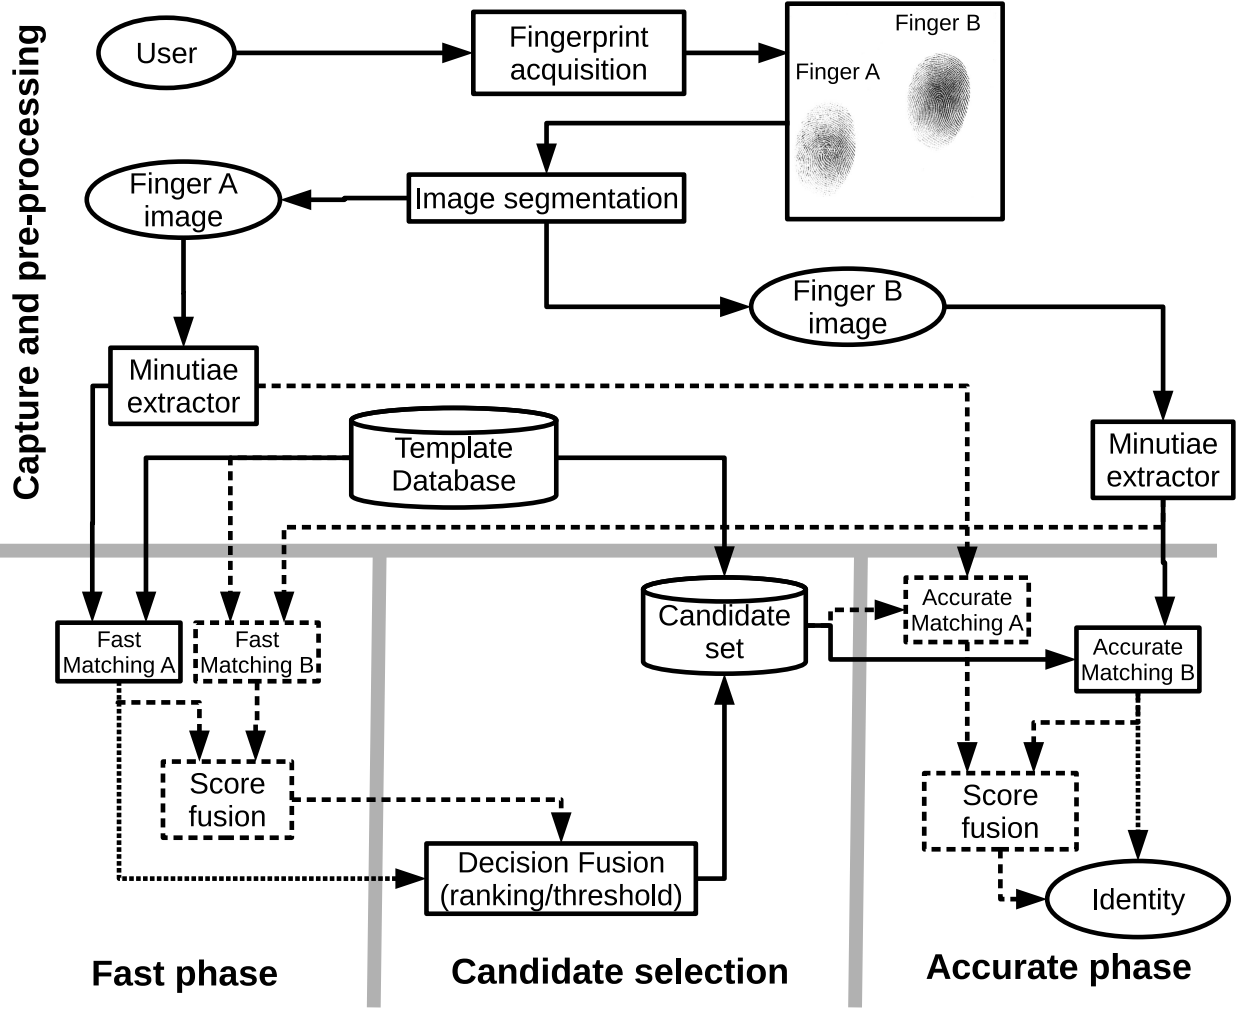 Capture and pre-processing
User
Fingerprint
acquisition
Finger B
Finger A
Finger A
image
Image segmentation
Finger B
image
Minutiae
extractor
Template
Database
Minutiae
extractor
Fast
Matching A
Fast
Matching B
Candidate
set
Accurate
Matching A
Accurate
Matching B
Score
fusion
Score
fusion
Decision Fusion
(ranking/threshold)
Identity
Fast phase
Candidate selection
Accurate phase